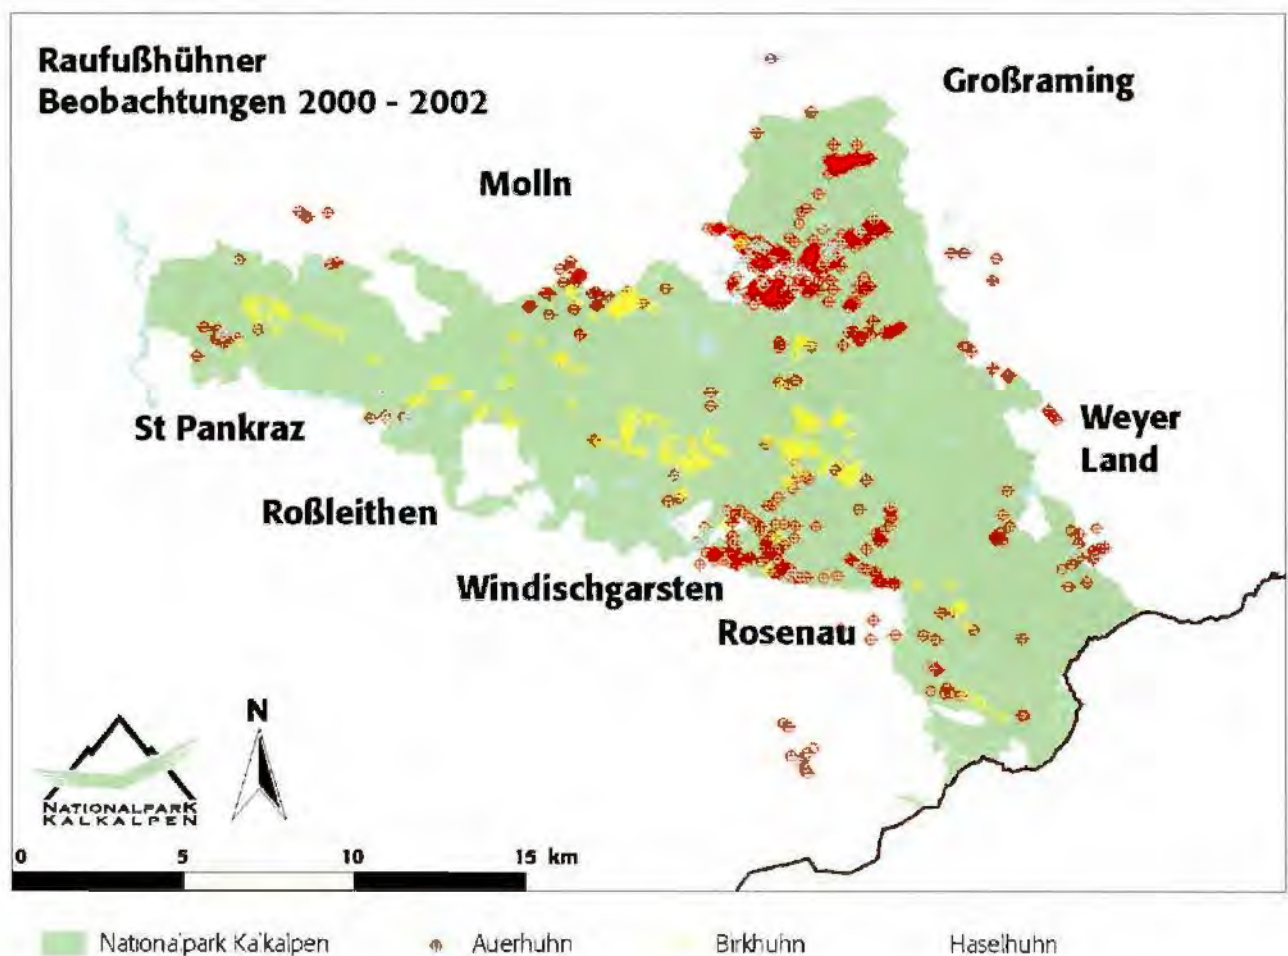 Raufußhühner
Beobachtungen 2000 - 2002
Großraming
Molln
St Pankraz
Weyer
Land
Roßleithen
Windischgarsten
Rosenau
N
NATIONALPARK
KALKALPEN
0 5 10 15 km
Nationalpark Kalkalpen Auerhuhn Birkhuhn Haselhuhn